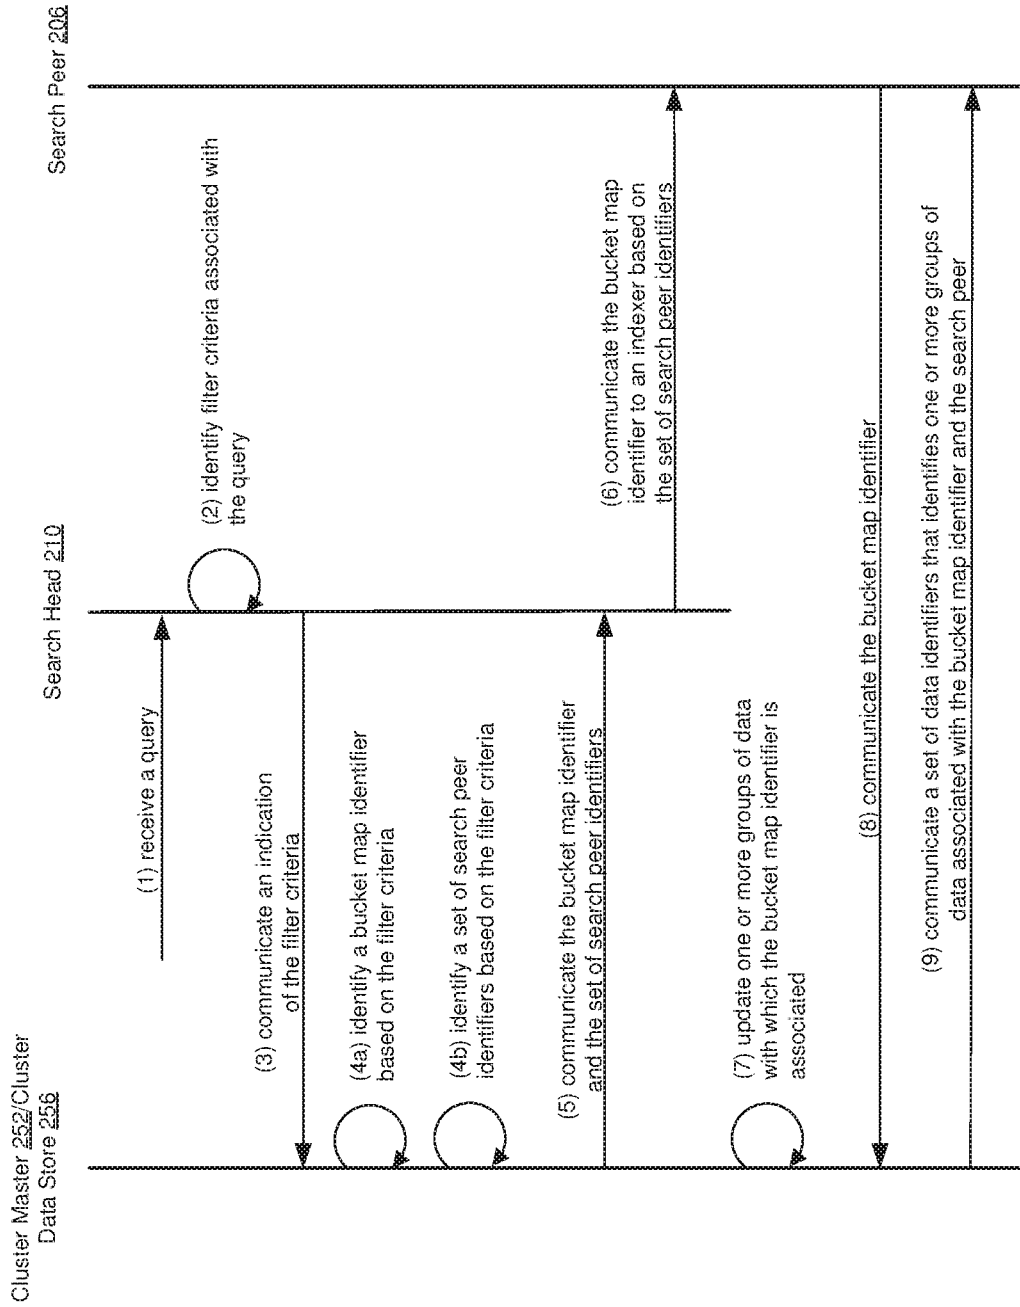 Cluster Master 252/Cluster
Data Store 256
Search Head 210
Search Peer 206
(1) receive a query
(2) identify filter criteria associated with
the query
(3) communicate an indication
of the filter criteria
(4a) identify a bucket map identifier
based on the filter criteria
(4b) identify a set of search peer
identifiers based on the filter criteria
(5) communicate the bucket map identifier
and the set of search peer identifiers
(6) communicate the bucket map
identifier to an indexer based on
the set of search peer identifiers
(7) update one or more groups of data
with which the bucket map identifier is
associated
(8) communicate the bucket map identifier
(9) communicate a set of data identifiers that identifies one or more groups of
data associated with the bucket map identifier and the search peer